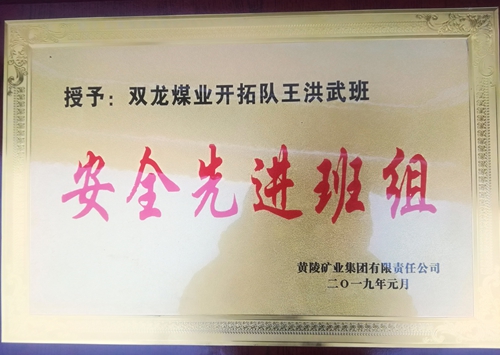 授予：双龙煤业开拓队王洪武班
安全先进班组
黄陵矿业集团有限责任公司
二〇一九年元月